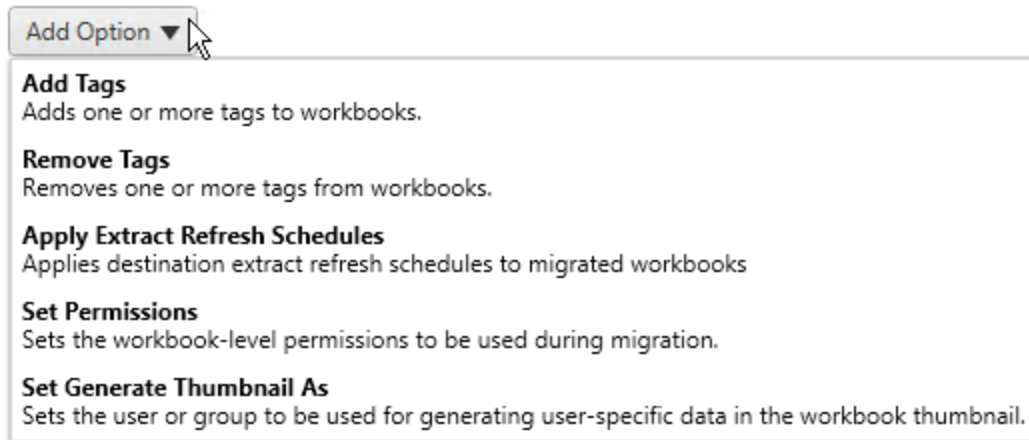 Add Option
Add Tags
Adds one or more tags to workbooks.
Remove Tags
Removes one or more tags from workbooks.
Apply Extract Refresh Schedules
Applies destination extract refresh schedules to migrated workbooks
Set Permissions
Sets the workbook-level permissions to be used during migration.
Set Generate Thumbnail As
Sets the user or group to be used for generating user-specific data in the workbook thumbnail.